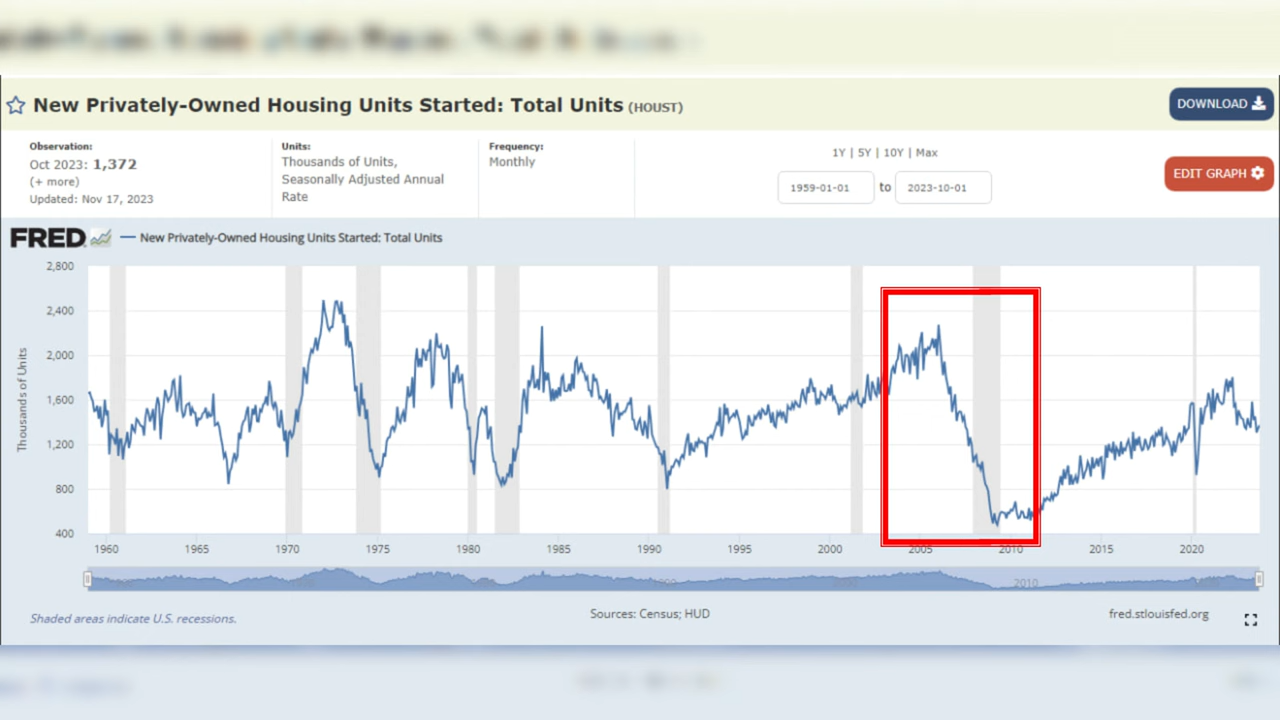 New Privately-Owned Housing Units Started: Total Units (HOUST)
DOWNLOAD
Observation:
Oct 2023: 1,372
(+ more)
Updated: Nov 17, 2023
Units:
Thousands of Units,
Seasonally Adjusted Annual
Rate
Frequency:
Monthly
1Y | 5Y | 10Y | Max
1959-01-01 to 2023-10-01
EDIT GRAPH
FRED
New Privately-Owned Housing Units Started: Total Units
Thousands of Units
2,800
2,400
2,000
1,600
1,200
800
400
1960 1965 1970 1975 1980 1985 1990 1995 2000 2005 2010 2015 2020
2010
Shaded areas indicate U.S. recessions.
Sources: Census; HUD
fred.stlouisfed.org